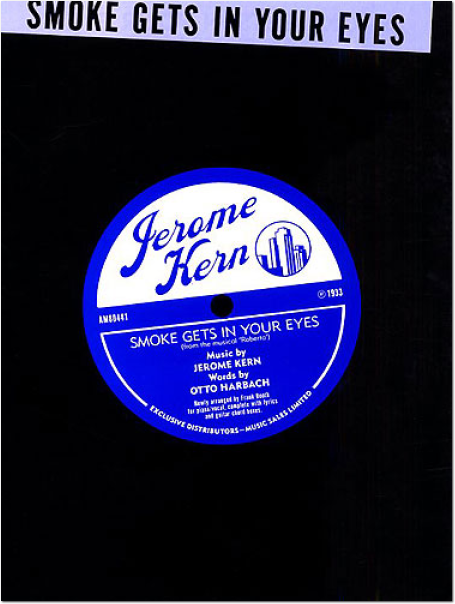 SMOKE GETS IN YOUR EYES
Jerome
Kern
AM80441
℗ 1933
SMOKE GETS IN YOUR EYES
(from the musical "Roberta")
Music by
JEROME KERN
Words by
OTTO HARBACH
Newly arranged by Frank Booth
for piano/vocal, complete with lyrics
and guitar chord boxes.
EXCLUSIVE DISTRIBUTORS—MUSIC SALES LIMITED